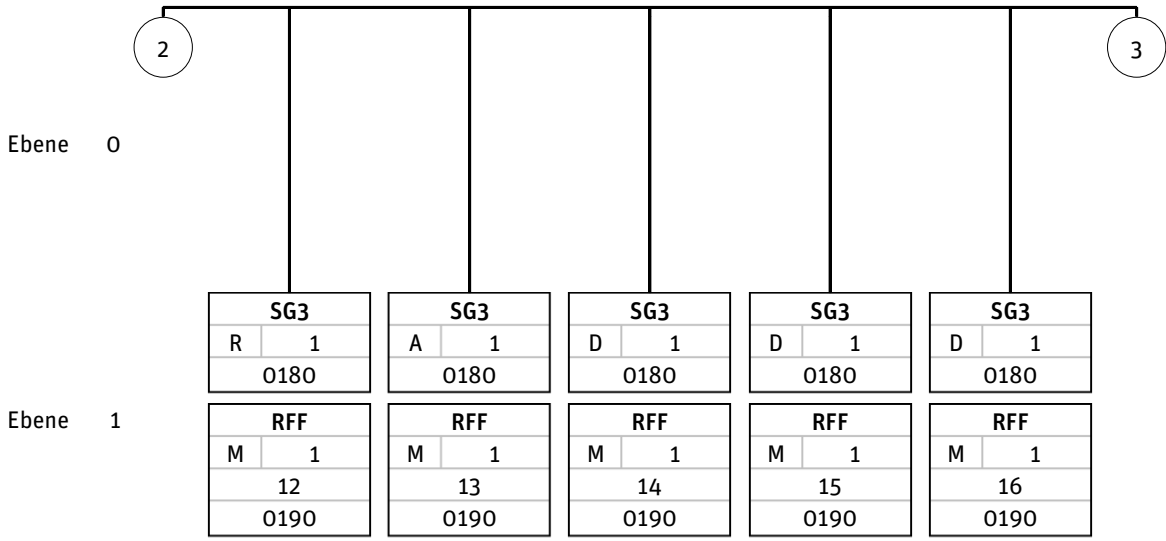 2 3
Ebene 0
SG3 SG3 SG3 SG3 SG3
R 1 A 1 D 1 D 1 D 1
0180 0180 0180 0180 0180
Ebene 1 RFF RFF RFF RFF RFF
M 1 M 1 M 1 M 1 M 1
12 13 14 15 16
0190 0190 0190 0190 0190